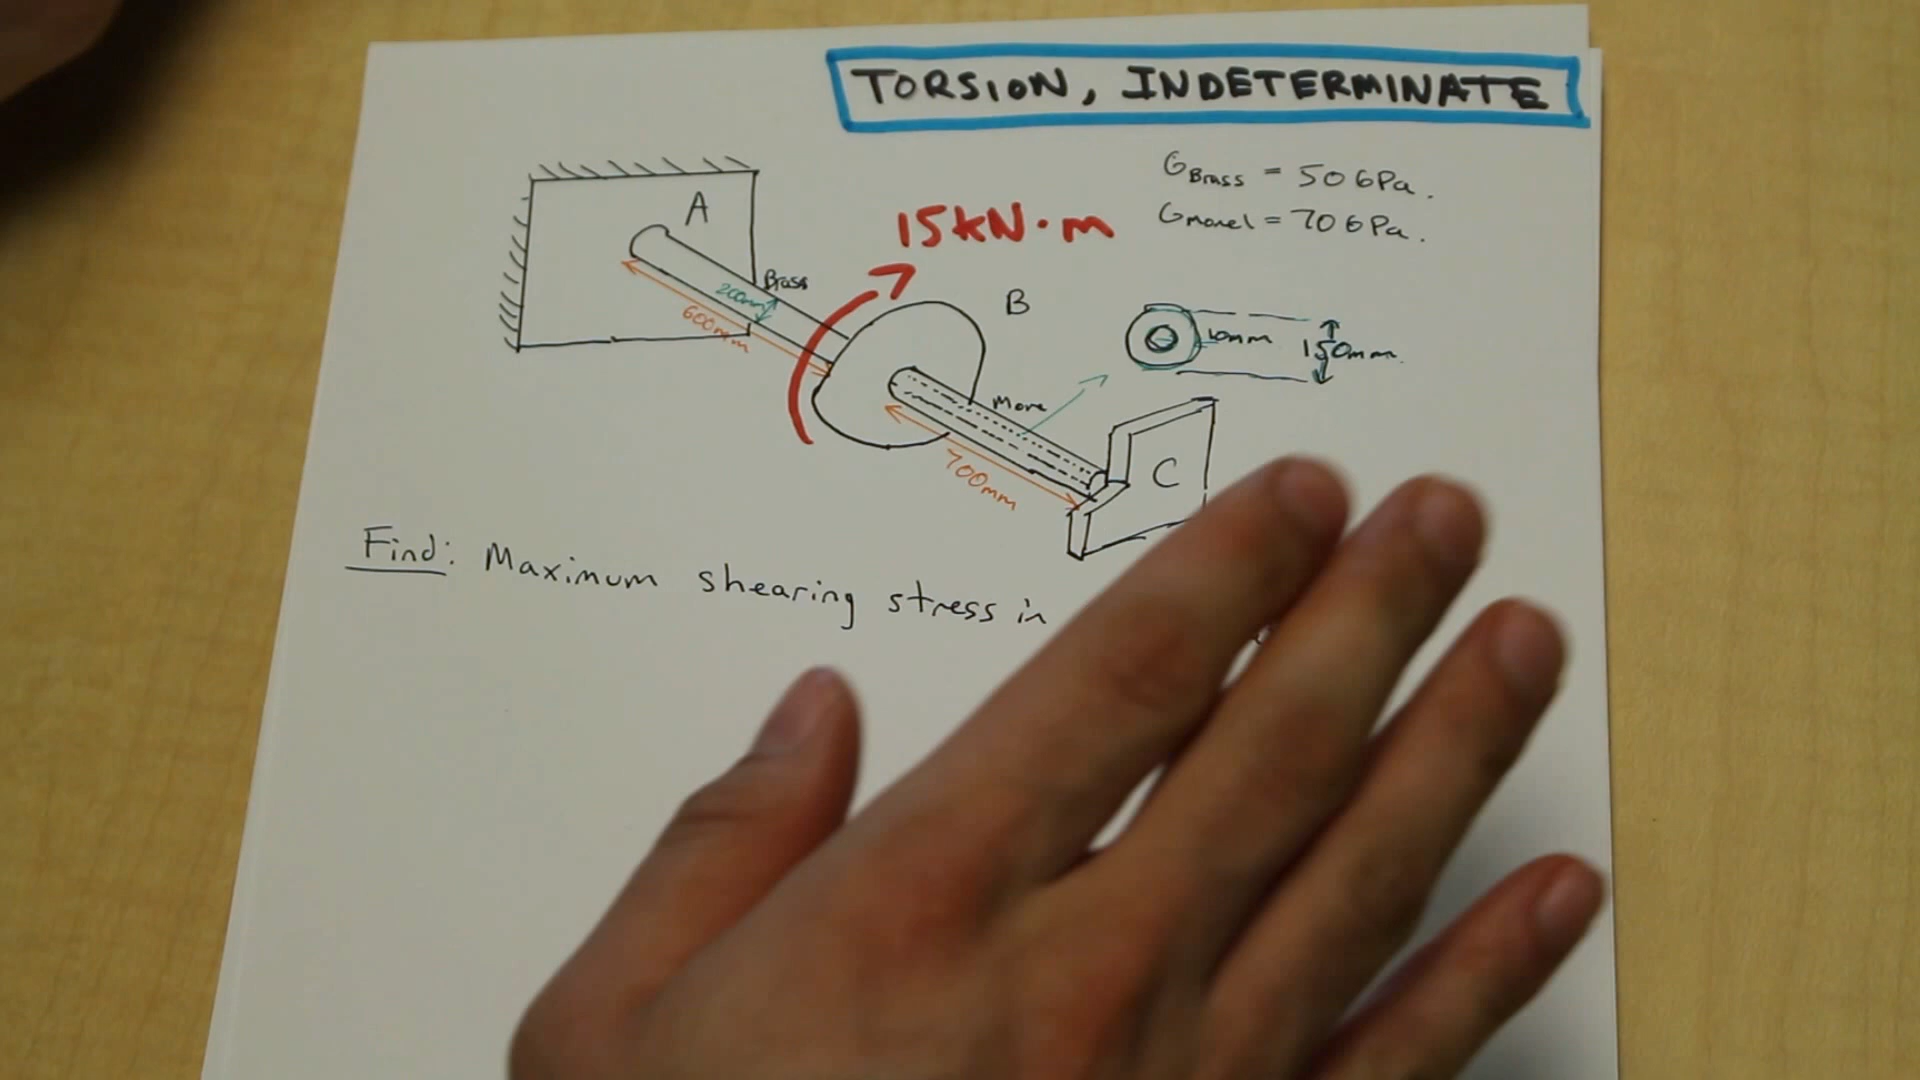 TORSION, INDETERMINATE
GBrass = 50 GPa.
Gmonel = 70 GPa.
A
15kN·m
Brass
200mm
600mm
B
10mm
150mm.
Mone
700mm
C
Find: Maximum shearing stress in